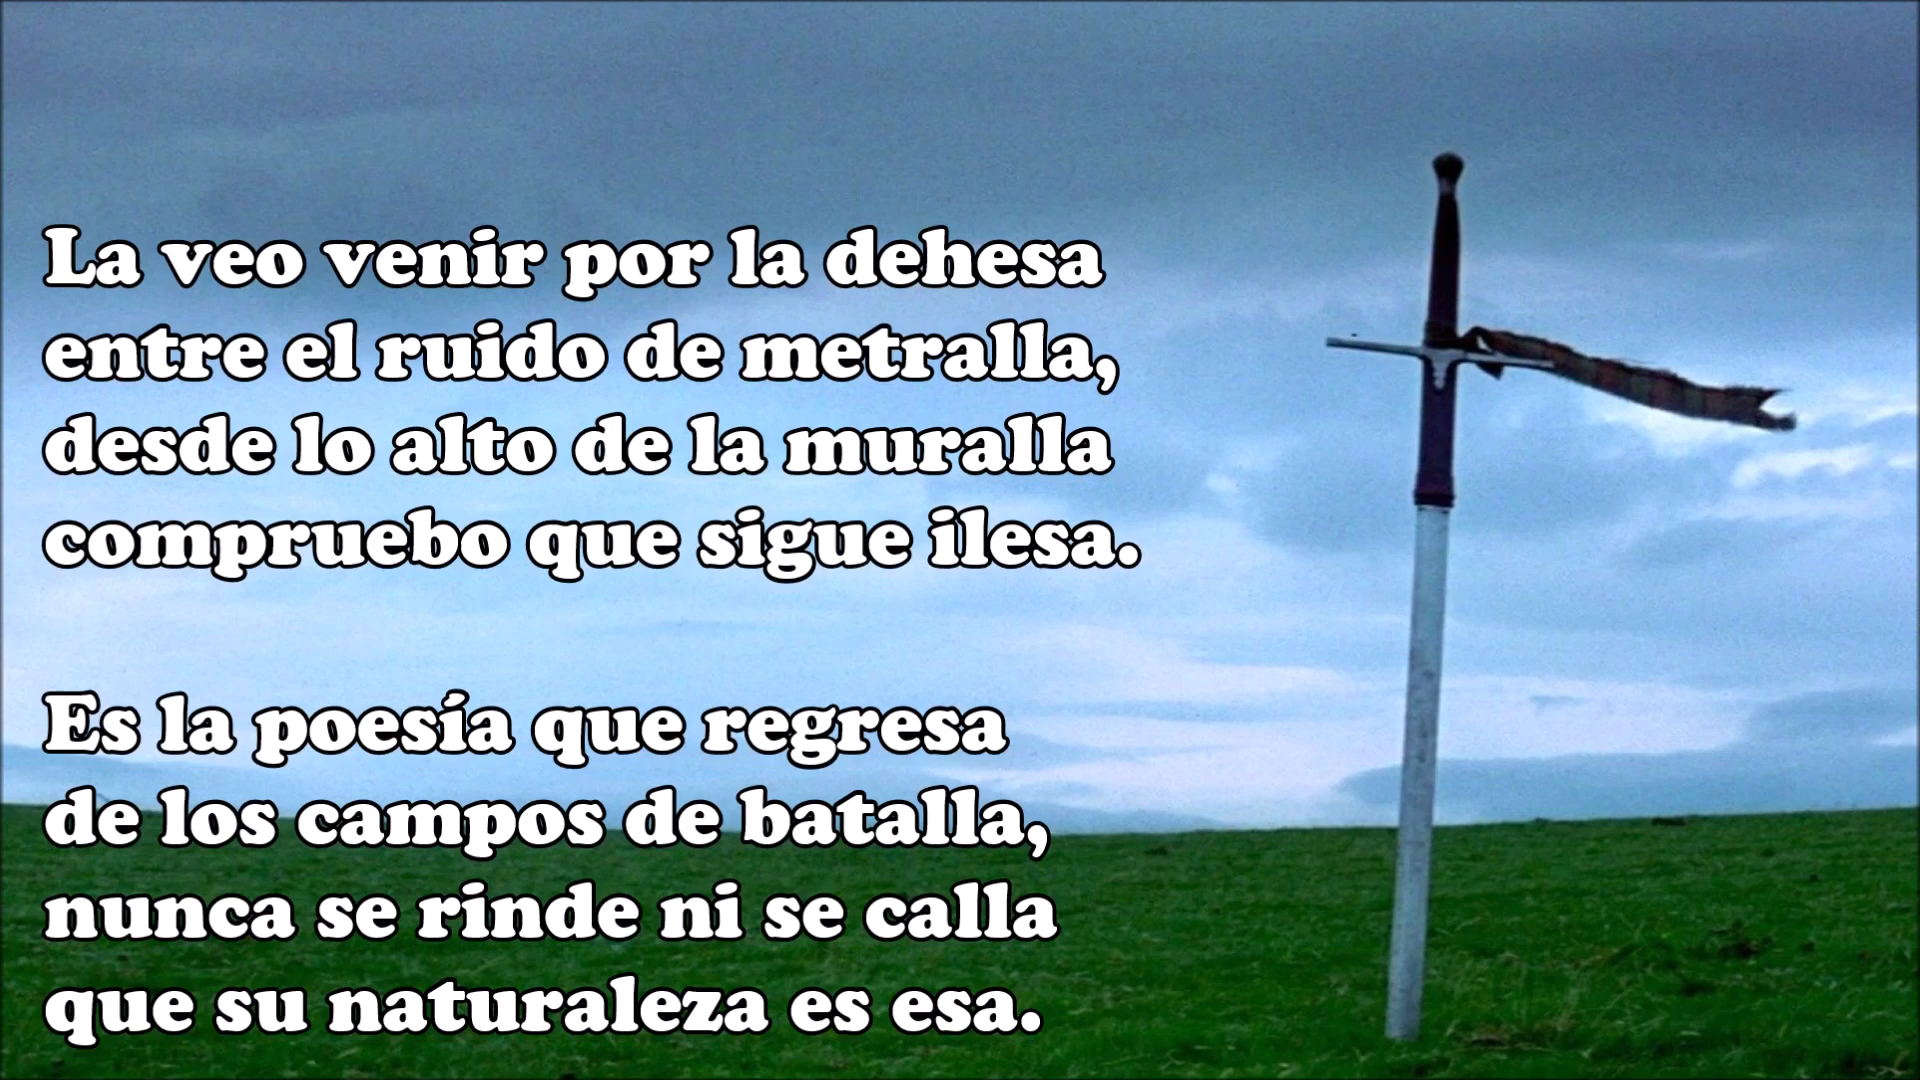 La veo venir por la dehesa
entre el ruido de metralla,
desde lo alto de la muralla
compruebo que sigue ilesa.
Es la poesía que regresa
de los campos de batalla,
nunca se rinde ni se calla
que su naturaleza es esa.